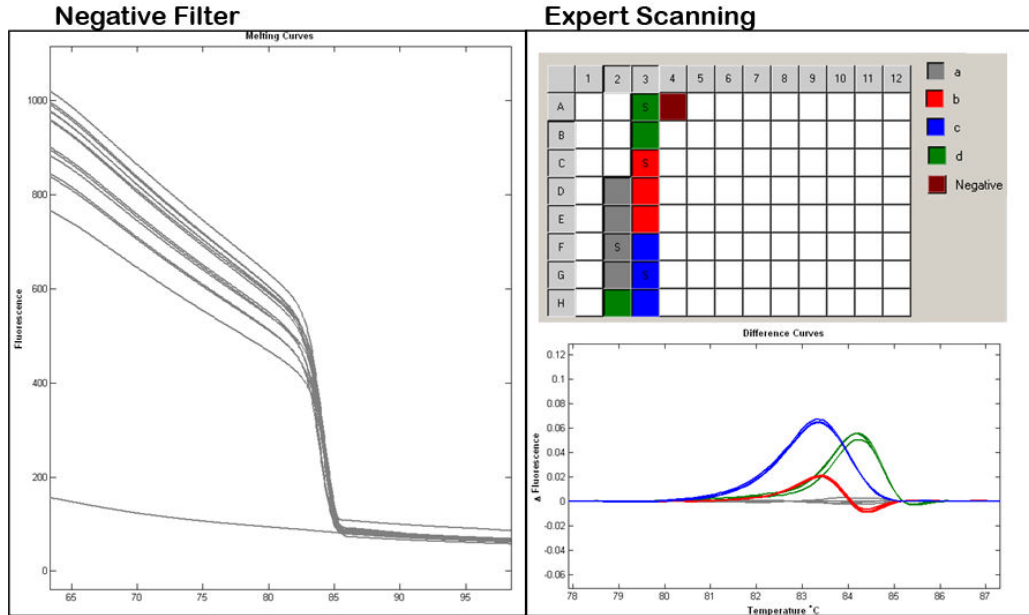 Negative Filter
Expert Scanning
Melting Curves
Fluorescence
1000
800
600
400
200
0
65 70 75 80 85 90 95
1 2 3 4 5 6 7 8 9 10 11 12
A S
B
C S
D
E
F S
G S
H
a
b
c
d
Negative
Difference Curves
Δ Fluorescence
0.12
0.1
0.08
0.06
0.04
0.02
0
-0.02
-0.04
-0.06
78 79 80 81 82 83 84 85 86 87
Temperature °C